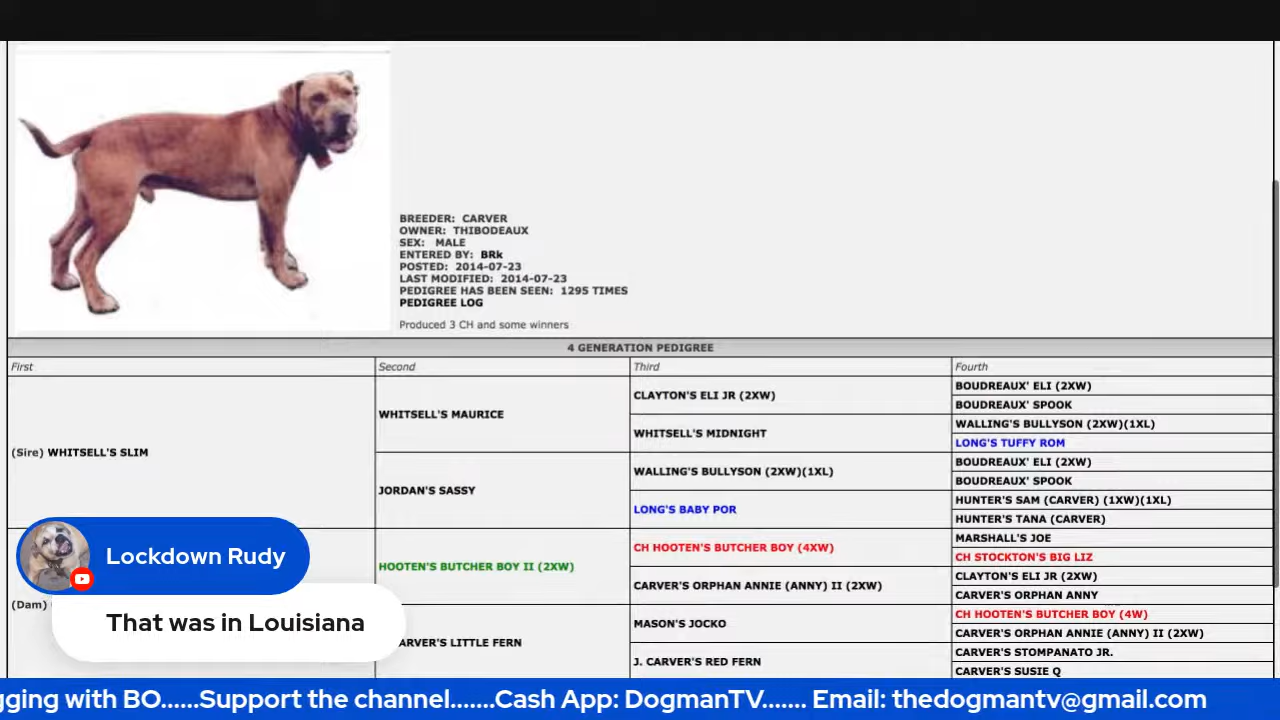 BREEDER: CARVER
OWNER: THIBODEAUX
SEX: MALE
ENTERED BY: BRk
POSTED: 2014-07-23
LAST MODIFIED: 2014-07-23
PEDIGREE HAS BEEN SEEN: 1295 TIMES
PEDIGREE LOG
Produced 3 CH and some winners
4 GENERATION PEDIGREE
First Second Third Fourth
(Sire) WHITSELL'S SLIM
WHITSELL'S MAURICE
JORDAN'S SASSY
HOOTEN'S BUTCHER BOY II (2XW)
ARVER'S LITTLE FERN
CLAYTON'S ELI JR (2XW)
WHITSELL'S MIDNIGHT
WALLING'S BULLYSON (2XW)(1XL)
LONG'S BABY POR
CH HOOTEN'S BUTCHER BOY (4XW)
CARVER'S ORPHAN ANNIE (ANNY) II (2XW)
MASON'S JOCKO
J. CARVER'S RED FERN
BOUDREAUX' ELI (2XW)
BOUDREAUX' SPOOK
WALLING'S BULLYSON (2XW)(1XL)
LONG'S TUFFY ROM
BOUDREAUX' ELI (2XW)
BOUDREAUX' SPOOK
HUNTER'S SAM (CARVER) (1XW)(1XL)
HUNTER'S TANA (CARVER)
MARSHALL'S JOE
CH STOCKTON'S BIG LIZ
CLAYTON'S ELI JR (2XW)
CARVER'S ORPHAN ANNY
CH HOOTEN'S BUTCHER BOY (4W)
CARVER'S ORPHAN ANNIE (ANNY) II (2XW)
CARVER'S STOMPANATO JR.
CARVER'S SUSIE Q
(Dam)
Lockdown Rudy
That was in Louisiana
gging with BO......Support the channel.......Cash App: DogmanTV....... Email: thedogmantv@gmail.com